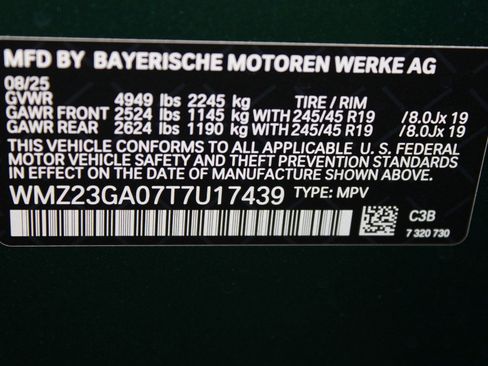 MFD BY BAYERISCHE MOTOREN WERKE AG
08/25
GVWR 4949 lbs 2245 kg TIRE / RIM
GAWR FRONT 2524 lbs 1145 kg WITH 245/45 R19 /8.0Jx 19
GAWR REAR 2624 lbs 1190 kg WITH 245/45 R19 /8.0Jx 19
THIS VEHICLE CONFORMS TO ALL APPLICABLE U. S. FEDERAL
MOTOR VEHICLE SAFETY AND THEFT PREVENTION STANDARDS
IN EFFECT ON THE DATE OF MANUFACTURE SHOWN ABOVE.
WMZ23GA07T7U17439 TYPE: MPV
C3B
7 320 730